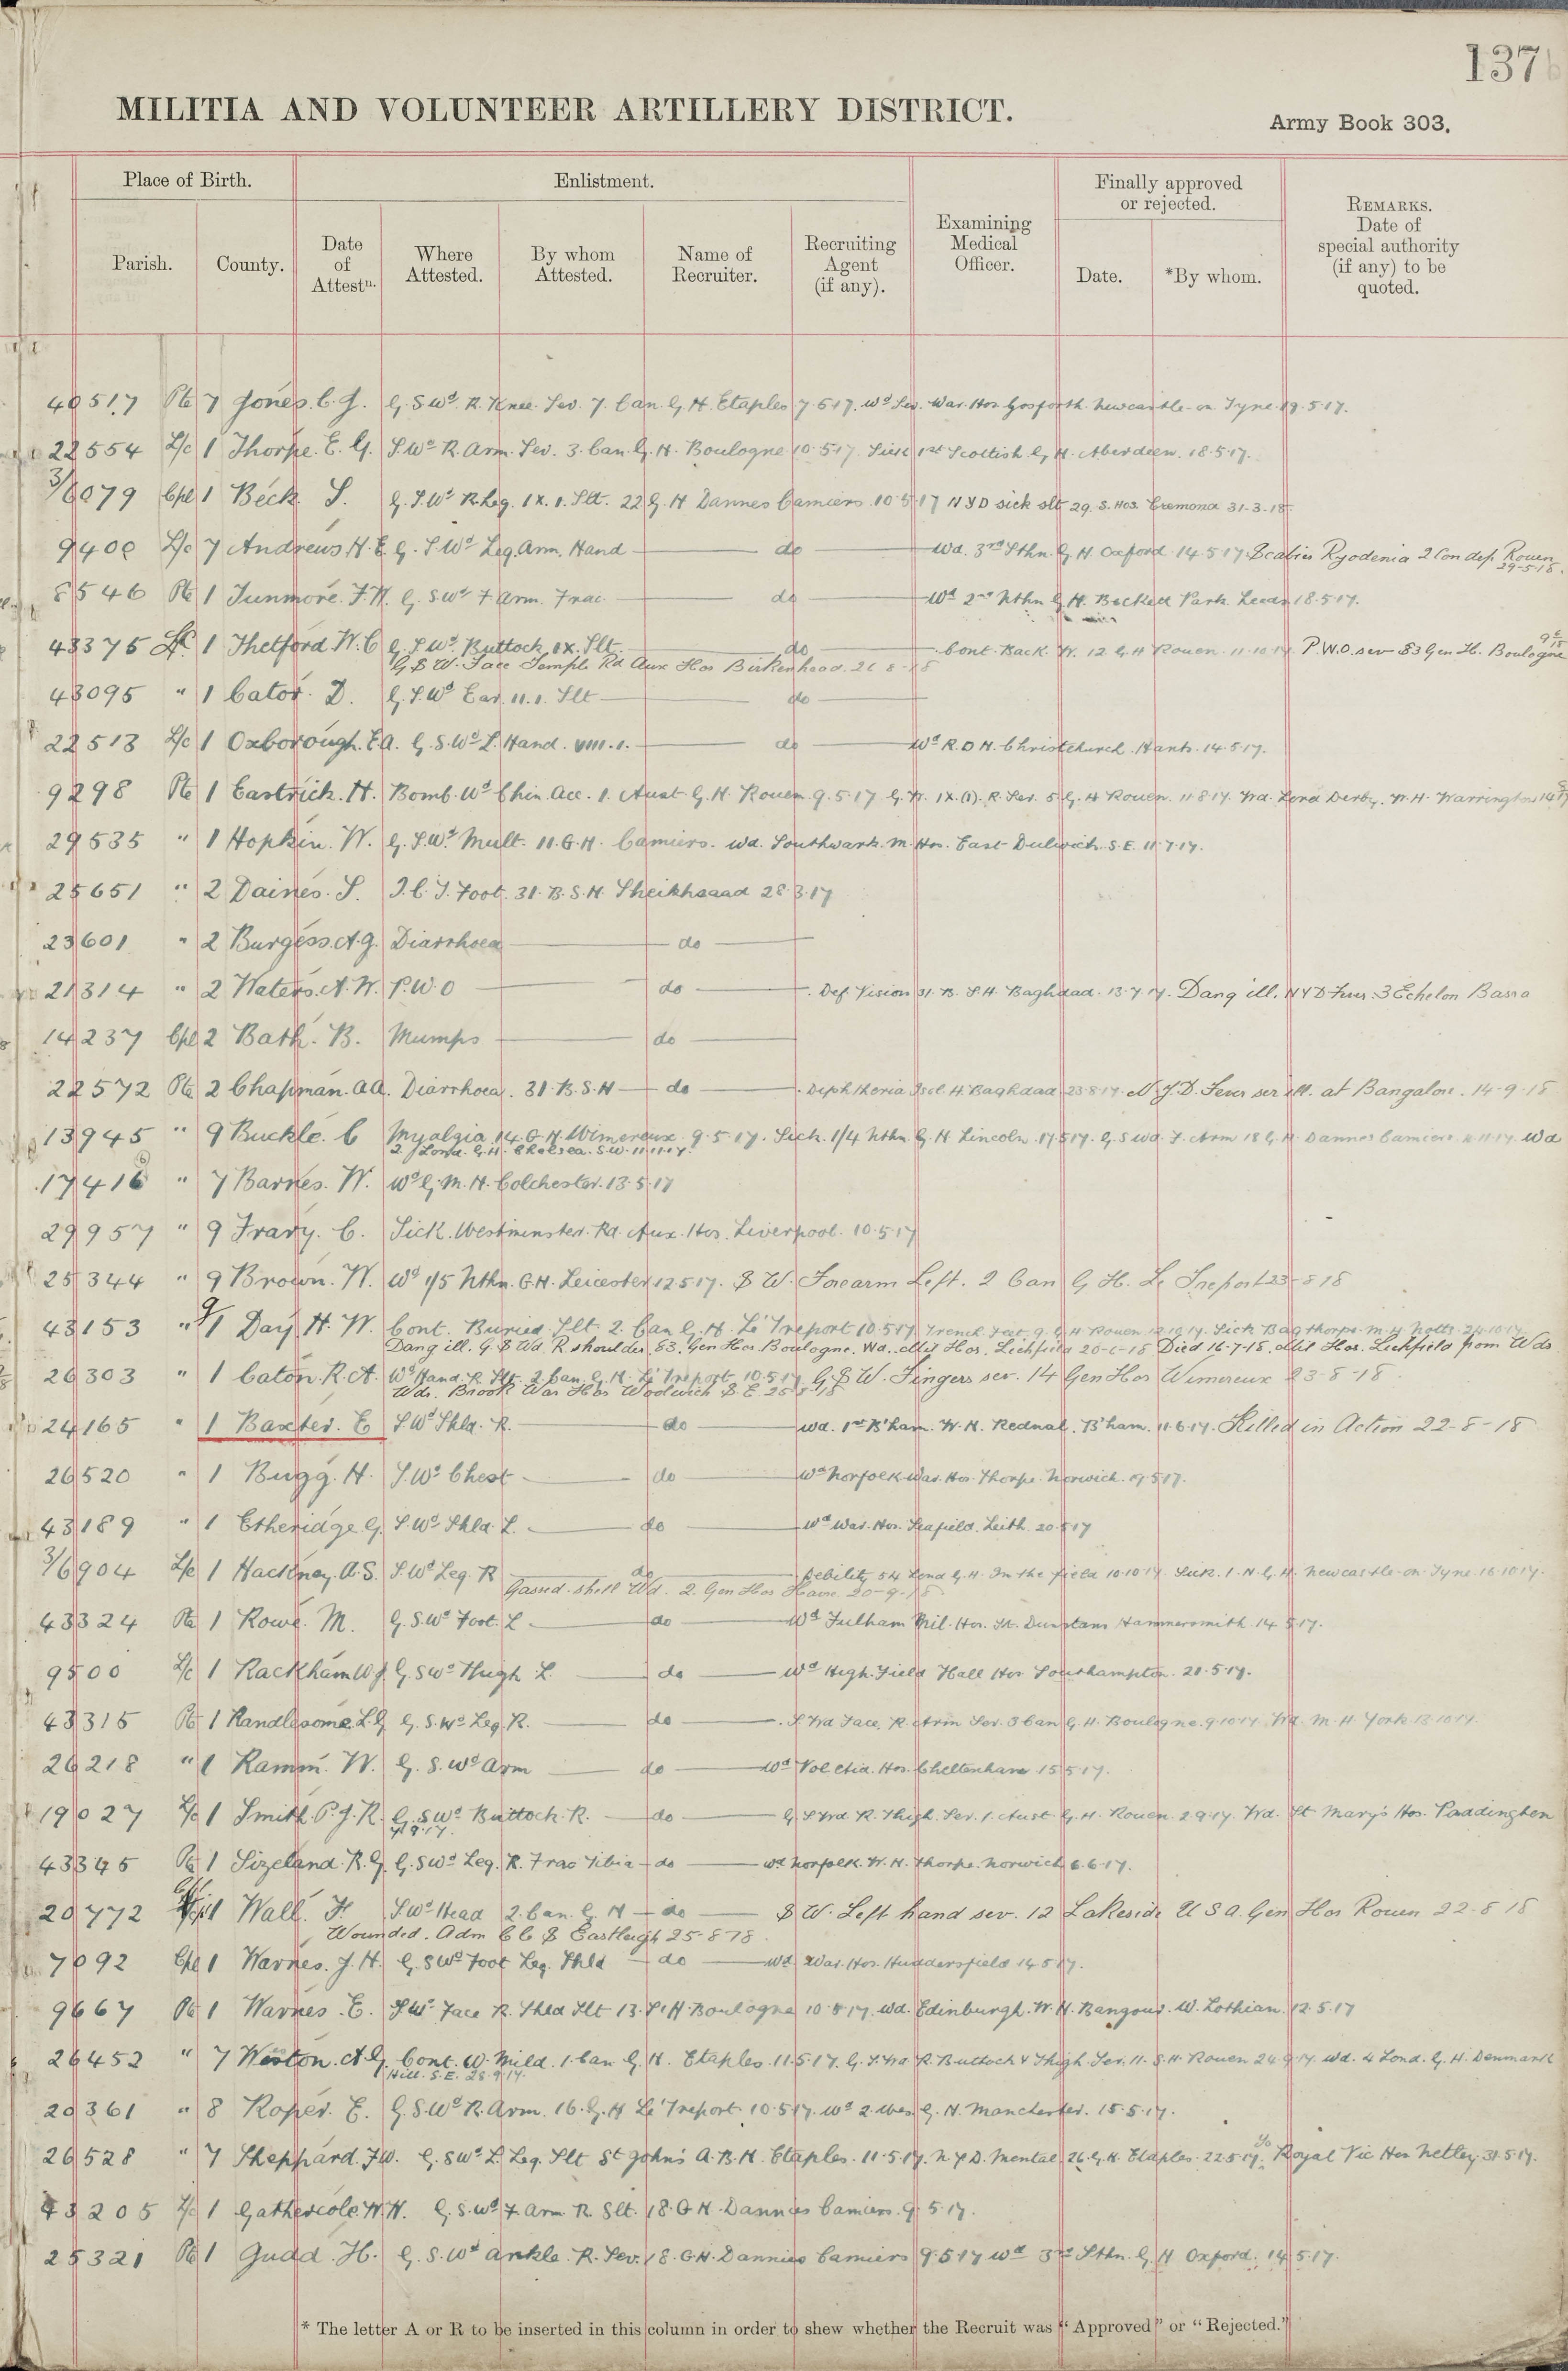 137
MILITIA AND VOLUNTEER ARTILLERY DISTRICT.
Army Book 303.
Place of Birth.
Enlistment.
Finally approved or rejected.
Parish.
County.
Date of Attestn.
Where Attested.
By whom Attested.
Name of Recruiter.
Recruiting Agent (if any).
Examining Medical Officer.
Date.
*By whom.
REMARKS. Date of special authority (if any) to be quoted.
40517 Pte 7 Jones. C. J. G. S Wd. R. Knee. Sev. 7. Can. G. H. Etaples 7.5.17. Wd Sev. War. Hos. Gosforth. Newcastle-on-Tyne. 19.5.17.
22554 L/c 1 Thorpe. E. G. S. Wd R. Arm. Sev. 3. Can. G. H. Boulogne 10.5.17. Sick 1st Scottish G. H. Aberdeen. 18.5.17.
3/6079 Cpl 1 Beck. S. G. S. Wd R. Leg. 1X. 1. Slt. 22 G. H Dannes Camiers. 10.5.17 NYD sick slt 29. S. Hos. Cremona 31-3-18
9400 L/c 7 Andrews. H. E. G. S. Wd Leg. Arm. Hand do Wd. 3rd Sthn. G. H. Oxford. 14.5.17. Scabies Pyodenia 2 Con dep. Rouen 29-5-18.
8546 Pte 1 Tunmore. F. H. G. S Wd F Arm. Frac. do Wd 2nd Nthn G. H. Beckett Park. Leeds 18.5.17.
43375 1 Thetford. W. C G. S. Wd. Buttock 1X. Slt. do Cont. Back. W. 12 G. H Rouen. 11.10.17. P.W.O. sev 83 Gen H. Boulogne
G S W. Face Temple Rd Aux Hos Birkenhead. 26-8-18
43095 " 1 Cator. D. G. S. Wd Ear. 11. 1. Slt do
22513 L/c 1 Oxborough. F. A. G. S. Wd L. Hand. VIII. 1. do Wd R. D H. Christchurch. Hants. 14.5.17.
9298 Pte 1 Eastrick. H. Bomb. Wd Chin. Acc. 1. Aust G. H. Rouen. 9.5.17 G. W. 1X. (1). R. Sev. 5 G. H Rouen. 11.8.17. Wd. Lord Derby. W. H. Warrington
29535 " 1 Hopkin. W. G. S. Wd Mult. 11. G. H. Camiers. Wd. Southwark. M. Hos. East Dulwich. S. E. 11.7.17.
25651 " 2 Daines. S. I. C. T. Foot. 31. B. S. H. Sheikhsaad 28.3.17
23601 " 2 Burgess. A. G. Diarrhoea do
21314 " 2 Waters. A. W. P. W. O do Def. Vision 31. B. S. H. Baghdad. 13.7.17. Dang ill. NYD Fever. 3 Echelon Basra
14237 Cpl 2 Bath. B. Mumps do
22572 Pte 2 Chapman. A A. Diarrhoea. 31. B. S. H do Diphtheria Isol. H. Baghdad 23.8.17. N. Y. D. Fever ser ill. at Bangalore. 14-9-18
13945 " 9 Buckle. C Myalgia. 14. G. H. Wimereux. 9.5.17. Sick. 1/4 Nthn. G. H. Lincoln. 17.5.17. G. S Wd. F. Arm 18 G. H. Dannes Camiers. 11.17. Wd
2. Lond. G. H. Chelsea. S. W. 11.11.17.
17416 " 7 Barnes. W. Wd G. M. H. Colchester. 13.5.17
29957 " 9 Frary. C. Sick. Westminster. Rd. Aux. Hos. Liverpool. 10.5.17
25344 " 9 Brown. W. Wd 1/5 Nthn. G. H. Leicester 12.5.17. S W. Forearm Left. 2 Can G. H. Le Treport 23-8-18
43153 " 1 Day H. W. Cont. Buried. Slt. 2. Can. G. H. Le Treport 10.5.17 Trench Feet. 9. G H Rouen 12.10.17. Sick Bagthorpe. M. H. Notts. 24.10.17.
Dang ill. G S Wd R shoulder. 53. Gen Hos Boulogne. Wd. Mil Hos. Lichfield 20-6-18 Died 16-7-18. Mil Hos. Lichfield from Wds
26303 " 1 Caton. R. A. Wd Hand. R. Slt. 2 Can. G. H. Le Treport. 10.5.17 G S W. Fingers sev. 14 Gen Hos Wimereux 23-8-18.
Wds. Brook War Hos Woolwich S. E. 25-8-18
24165 " 1 Baxter. E S Wd Shld. R. do Wd. 1st B'ham. W. H. Rednal. B'ham. 11.6.17. Killed in Action 22-8-18
26520 " 1 Bugg. H. S. Wd Chest do Wd Norfolk War. Hos. Thorpe. Norwich. 19.5.17.
43189 " 1 Etheridge G. S. Wd Shld. L. do Wd War. Hos. Seafield. Leith. 20.5.17
3/6904 L/c 1 Hackney. A. S. S. Wd Leg. R do Debility 54 Lond G. H. In the field 10.10.17. Sick. 1. N. G. H. Newcastle-on-Tyne. 16.10.17.
Gassed. shell Wd. 2. Gen Hos Havre. 20-9-18
43324 Pte 1 Rowe. M. G. S. Wd Foot. L do Wd Fulham Mil. Hos. St. Dunstans Hammersmith. 14.5.17.
9500 L/c 1 Rackham W J. G. S Wd Thigh L. do Wd High. Field Hall Hos Southampton. 21.5.17.
43315 Pte 1 Randlesome. L. G G. S. Wd Leg. R. do S. Wd Face. R. Arm Sev. 3 Can G. H. Boulogne. 9.10.17 Wd. M. H. York. 13.10.17.
26218 " 1 Ramm. W. G. S. Wd Arm do Wd Vol Aid. Hos. Cheltenham 15.5.17.
19027 L/c 1 Smith. P. J. R. G. S Wd Buttock. R. do G. S Wd R. Thigh. Sev. 1. Aust G. H. Rouen. 2.9.17. Wd. St Mary's Hos. Paddington
7.9.17.
43345 Pte 1 Sizeland. R. G. G. S Wd Leg. R. Frac Tibia do Wd Norfolk. W. H. Thorpe. Norwich 6.6.17.
20772 1 Wall. F. S. Wd Head 2. Can. G. H do S W. Left hand sev. 12 Lakeside U S A. Gen Hos Rouen 22-8-18
Wounded. Adm C C S Eastleigh 25-8-18.
7092 Cpl 1 Warnes. J. H. G. S Wd Foot Leg. Shld do Wd War. Hos. Huddersfield 14.5.17.
9667 Pte 1 Warnes. E. S Wd Face R Shld Slt 13. S. H. Boulogne 10.5.17. Wd. Edinburgh. W. H. Bangour. W. Lothian. 12.5.17
26452 " 7 Weston. A. G. Cont. W. Mild. 1. Can G. H. Etaples. 11.5.17. G. S. Wd R. Buttock & Thigh. Sev. 11. S. H. Rouen 24.9.17. Wd. 4 Lond. G. H. Denmark
Hill. S. E. 28.9.17.
20361 " 8 Roper. E. G. S. Wd R. Arm. 16. G. H Le Treport. 10.5.17. Wd 2. Wes. G. H. Manchester. 15.5.17.
26528 " 7 Sheppard. F. W. G. S Wd L. Leg. Slt St John's A. B. H. Etaples. 11.5.17. N Y D. Mental 26. G. H. Etaples. 22.5.17. Royal Vic Hos Netley. 31.5.17.
43205 L/c 1 Gathercole. W. H. G. S. Wd F. Arm. R. Slt. 18. G H. Dannes Camiers. 9.5.17.
25321 Pte 1 Judd. H. G. S. Wd Ankle. R. Sev. 18. G. H. Dannes Camiers 9.5.17 Wd 3rd Sthn. G. H Oxford. 14.5.17.
* The letter A or R to be inserted in this column in order to shew whether the Recruit was "Approved" or "Rejected."